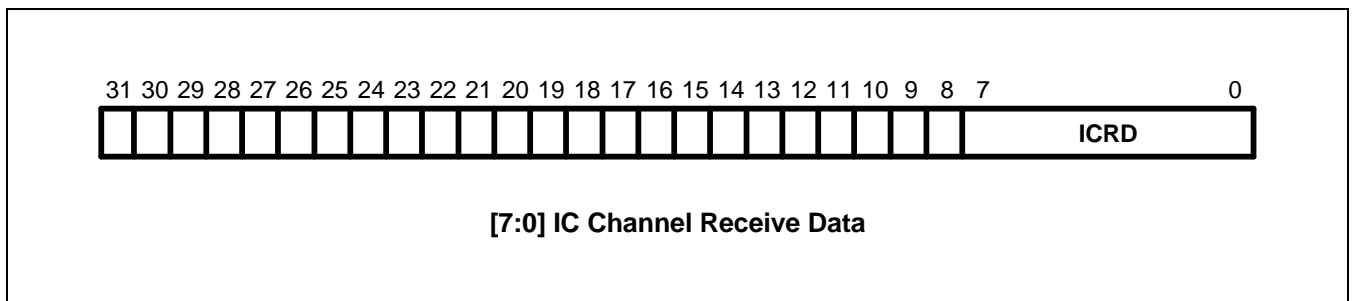 31 30 29 28 27 26 25 24 23 22 21 20 19 18 17 16 15 14 13 12 11 10 9 8 7 0
ICRD
[7:0] IC Channel Receive Data